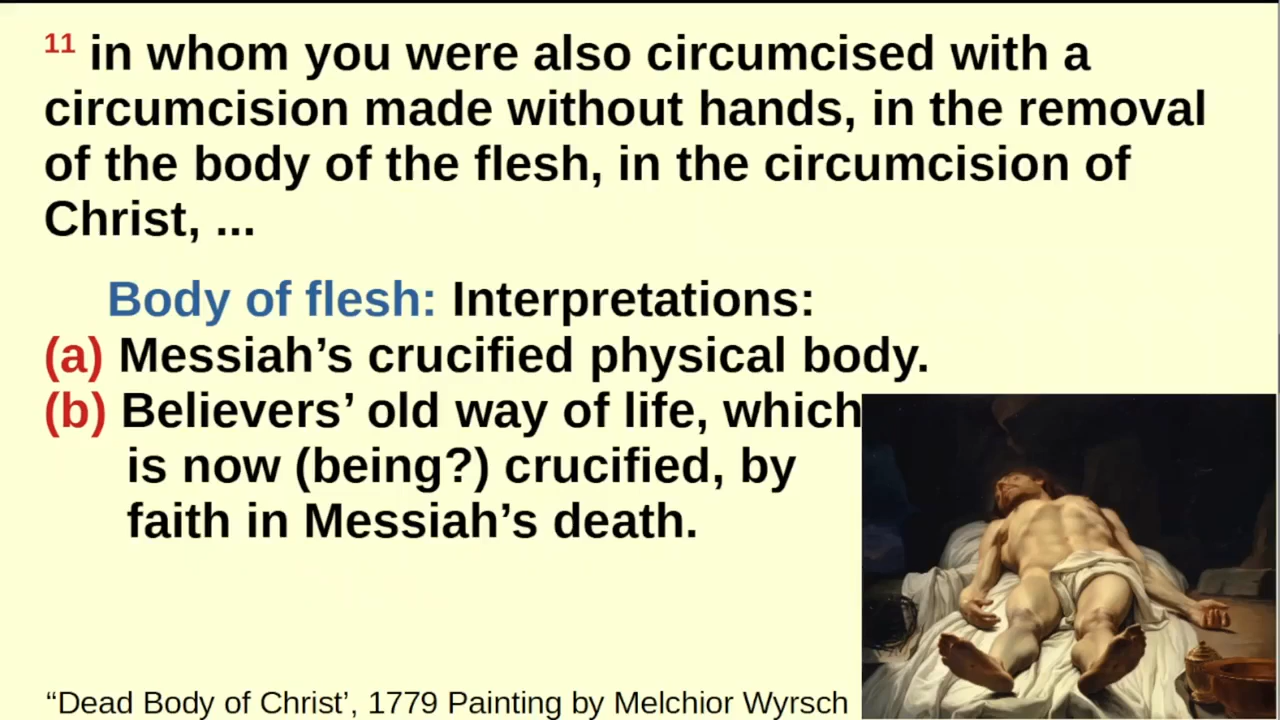 11 in whom you were also circumcised with a
circumcision made without hands, in the removal
of the body of the flesh, in the circumcision of
Christ, ...
Body of flesh: Interpretations:
(a) Messiah’s crucified physical body.
(b) Believers’ old way of life, which
is now (being?) crucified, by
faith in Messiah’s death.
“Dead Body of Christ’, 1779 Painting by Melchior Wyrsch